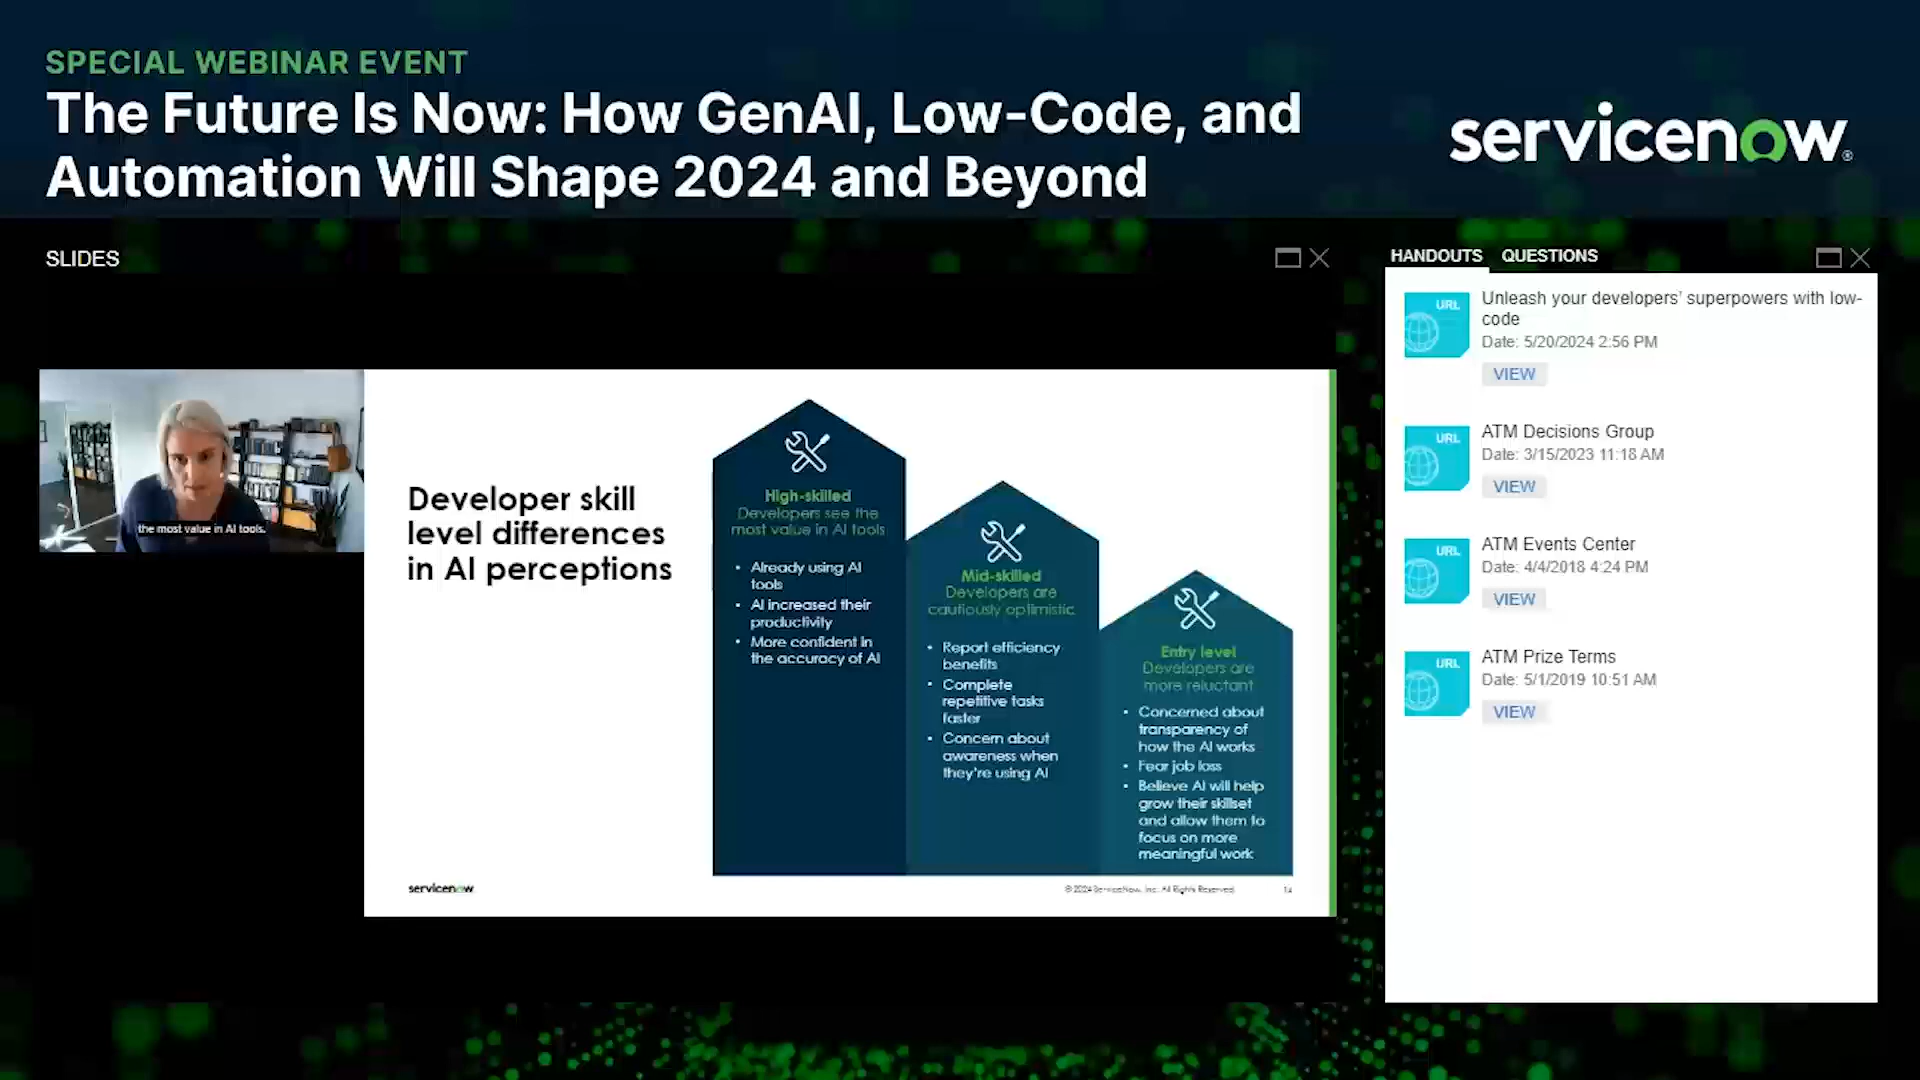 SPECIAL WEBINAR EVENT
The Future Is Now: How GenAI, Low-Code, and
Automation Will Shape 2024 and Beyond
servicenow®
SLIDES
the most value in AI tools.
Developer skill
level differences
in AI perceptions
High-skilled
Developers see the
most value in AI tools
• Already using AI
tools
• AI increased their
productivity
• More confident in
the accuracy of AI
Mid-skilled
Developers are
cautiously optimistic
• Report efficiency
benefits
• Complete
repetitive tasks
faster
• Concern about
awareness when
they're using AI
Entry level
Developers are
more reluctant
• Concerned about
transparency of
how the AI works
• Fear job loss
• Believe AI will help
grow their skillset
and allow them to
focus on more
meaningful work
servicenow
© 2024 ServiceNow, Inc. All Rights Reserved.
14
HANDOUTS QUESTIONS
URL
Unleash your developers' superpowers with low-
code
Date: 5/20/2024 2:56 PM
VIEW
URL
ATM Decisions Group
Date: 3/15/2023 11:18 AM
VIEW
URL
ATM Events Center
Date: 4/4/2018 4:24 PM
VIEW
URL
ATM Prize Terms
Date: 5/1/2019 10:51 AM
VIEW